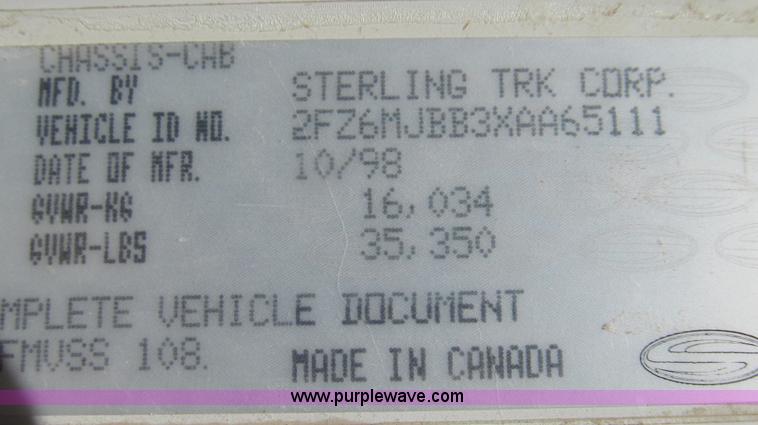 CHASSIS-CAB
MFD. BY STERLING TRK CORP.
VEHICLE ID NO. 2FZ6MJBB3XAA65111
DATE OF MFR. 10/98
GVWR-KG 16,034
GVWR-LBS 35,350
MPLETE VEHICLE DOCUMENT
FMVSS 108.
MADE IN CANADA
www.purplewave.com